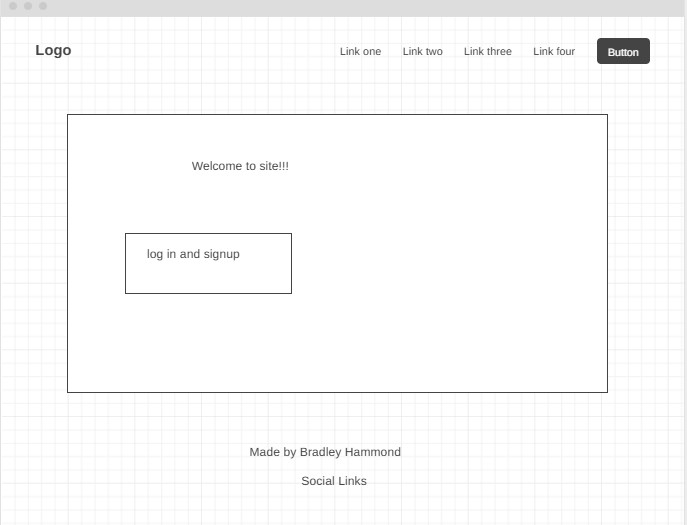 Logo Link one Link two Link three Link four Button
Welcome to site!!!
log in and signup
Made by Bradley Hammond
Social Links